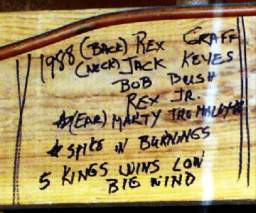 1988 (BACK) REX GRAFF
(NECK) JACK KEYES
BOB BUSH
REX JR.
(EAR) MARTY
SPIKE IN BURNINGS
5 KINGS WINS LOW
BIG WIND